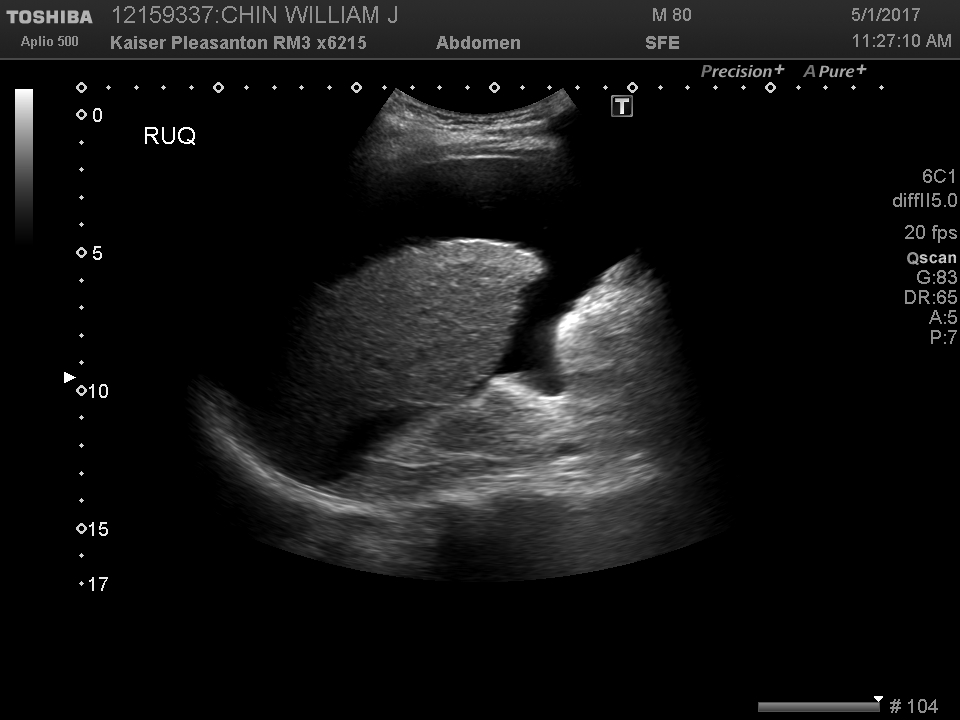 TOSHIBA 12159337:CHIN WILLIAM J M 80 5/1/2017
Aplio 500 Kaiser Pleasanton RM3 x6215 Abdomen SFE 11:27:10 AM
Precision+ APure+
T
0
RUQ
6C1
diffII5.0
20 fps
5
Qscan
G:83
DR:65
A:5
P:7
10
15
17
# 104